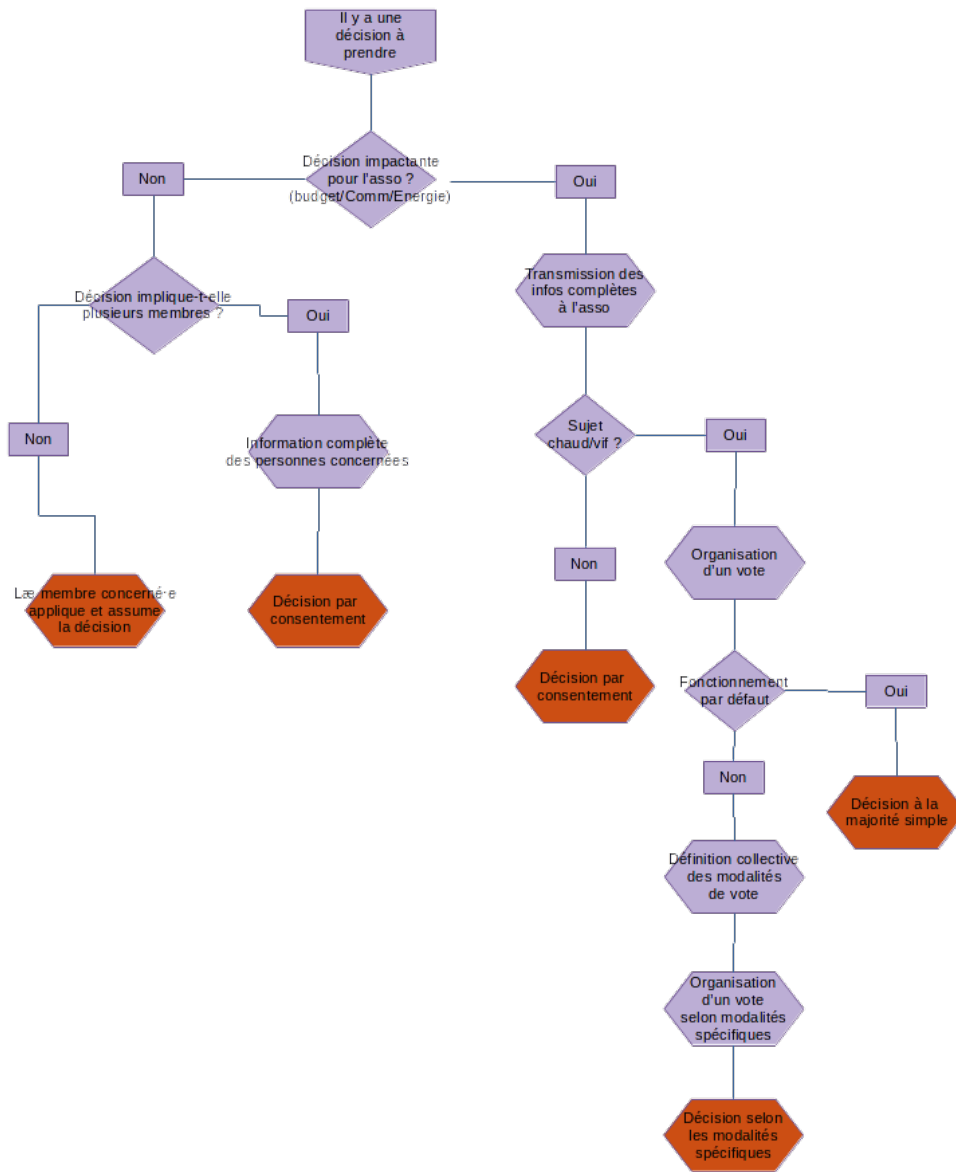 Il y a une
décision à
prendre
Décision impactante
pour l'asso ?
(budget/Comm/Energie)
Non
Oui
Décision implique-t-elle
plusieurs membres ?
Oui
Transmission des
infos complètes
à l'asso
Non
Information complète
des personnes concernées
Sujet
chaud/vif ?
Oui
Læ membre concerné·e
applique et assume
la décision
Décision par
consentement
Non
Organisation
d'un vote
Décision par
consentement
Fonctionnement
par défaut
Oui
Non
Décision à la
majorité simple
Définition collective
des modalités
de vote
Organisation
d'un vote
selon modalités
spécifiques
Décision selon
les modalités
spécifiques